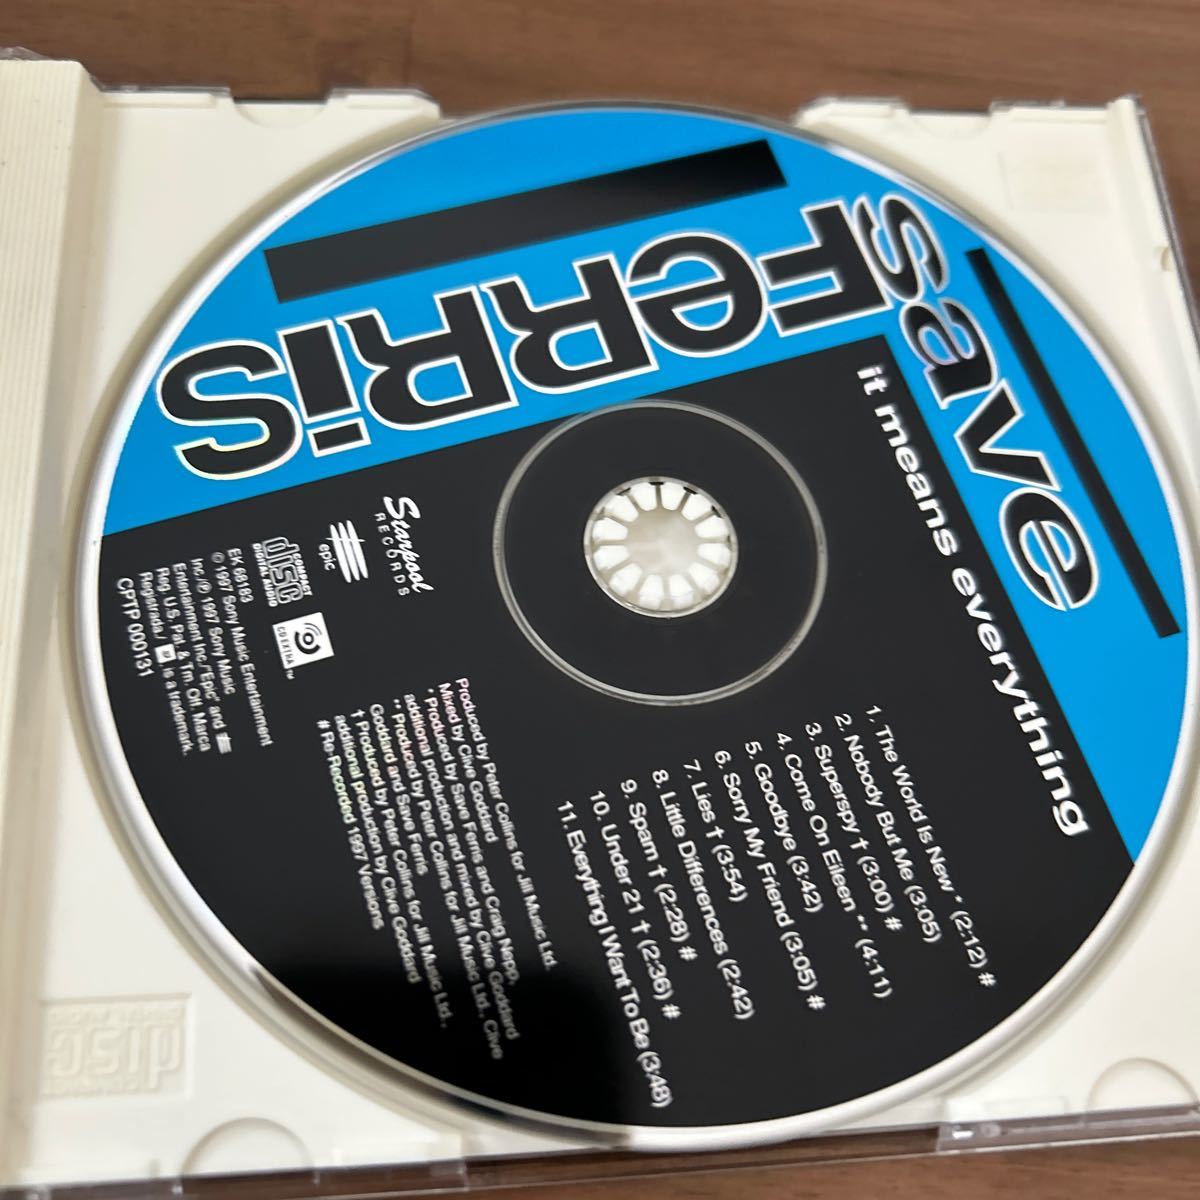 save
FeRRiS
it means everything
1. The World Is New * (2:12) #
2. Nobody But Me (3:05)
3. Superspy † (3:00) #
4. Come On Eileen ** (4:11)
5. Goodbye (3:42)
6. Sorry My Friend (3:05) #
7. Lies † (3:54)
8. Little Differences (2:42)
9. Spam † (2:28) #
10. Under 21 † (2:36) #
11. Everything I Want To Be (3:48)
Produced by Peter Collins for Jill Music Ltd.
Mixed by Clive Goddard
* Produced by Save Ferris and Craig Nepp,
additional production and mixed by Clive Goddard
** Produced by Peter Collins for Jill Music Ltd., Clive
Goddard and Save Ferris
† Produced by Peter Collins for Jill Music Ltd.,
additional production by Clive Goddard
# Re-Recorded 1997 Versions
Starpool
RECORDS
epic
COMPACT
disc
DIGITAL AUDIO
CD EXTRA
TM
EK 68183
© 1997 Sony Music Entertainment
Inc./℗ 1997 Sony Music
Entertainment Inc./"Epic" and
Reg. U.S. Pat. & Tm. Off. Marca
Registrada./ is a trademark.
CPTP 000131
disc